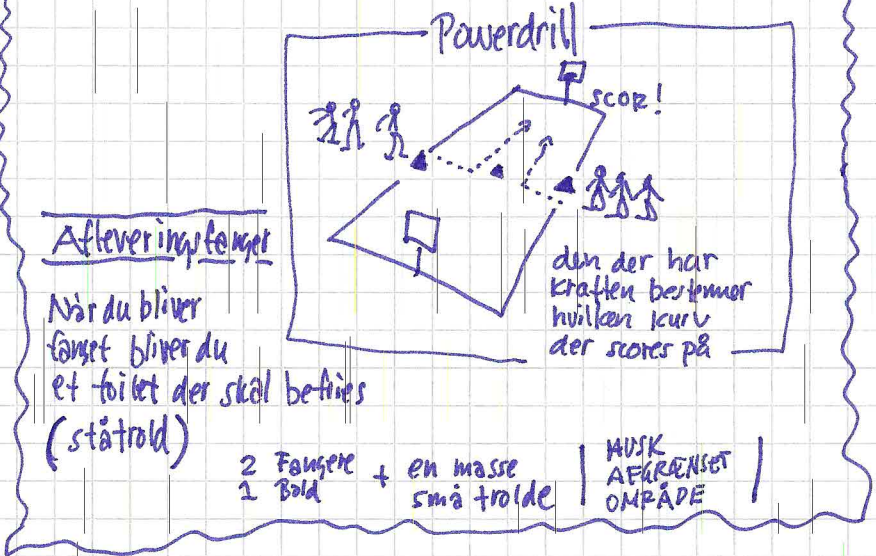 Powerdrill
SCOR!
den der har
kraften bestemmer
hvilken kurv
der scores på
Afleveringsfanger
Når du bliver
fanget bliver du
et toilet der skal befries
(ståtrold)
2 Fangere
1 Bold
+ en masse
små trolde
HUSK
AFGRÆNSET
OMRÅDE